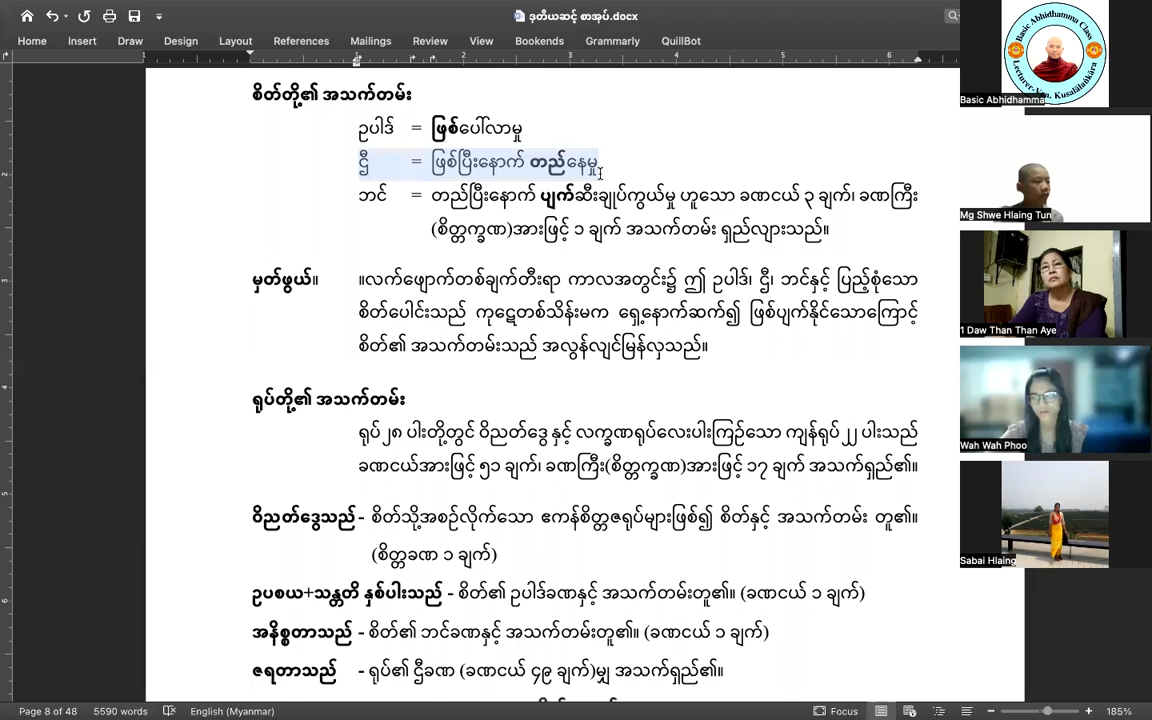 ဒုတိယဆင့် စာအုပ်.docx
Home Insert Draw Design Layout References Mailings Review View Bookends Grammarly QuillBot
စိတ်တို့၏ အသက်တမ်း
ဥပါဒ် = ဖြစ်ပေါ်လာမှု
ဌီ = ဖြစ်ပြီးနောက် တည်နေမှု
ဘင် = တည်ပြီးနောက် ပျက်ဆီးချုပ်ကွယ်မှု ဟူသော ခဏငယ် ၃ ချက်၊ ခဏကြီး
(စိတ္တက္ခဏ)အားဖြင့် ၁ ချက် အသက်တမ်း ရှည်လျားသည်။
မှတ်ဖွယ်။ ။လက်ဖျောက်တစ်ချက်တီးရာ ကာလအတွင်း၌ ဤ ဥပါဒ်၊ ဌီ၊ ဘင်နှင့် ပြည့်စုံသော
စိတ်ပေါင်းသည် ကုဋေတစ်သိန်းမက ရှေ့နောက်ဆက်၍ ဖြစ်ပျက်နိုင်သောကြောင့်
စိတ်၏ အသက်တမ်းသည် အလွန်လျင်မြန်လှသည်။
ရုပ်တို့၏ အသက်တမ်း
ရုပ် ၂၈ ပါးတို့တွင် ဝိညတ်ဒွေ နှင့် လက္ခဏရုပ်လေးပါးကြဉ်သော ကျန်ရုပ် ၂၂ ပါးသည်
ခဏငယ်အားဖြင့် ၅၁ ချက်၊ ခဏကြီး(စိတ္တက္ခဏ)အားဖြင့် ၁၇ ချက် အသက်ရှည်၏။
ဝိညတ်ဒွေသည် - စိတ်သို့အစဉ်လိုက်သော ဧကန်စိတ္တဇရုပ်များဖြစ်၍ စိတ်နှင့် အသက်တမ်း တူ၏။
(စိတ္တခဏ ၁ ချက်)
ဥပစယ+သန္တတိ နှစ်ပါးသည် - စိတ်၏ ဥပါဒ်ခဏနှင့် အသက်တမ်းတူ၏။ (ခဏငယ် ၁ ချက်)
အနိစ္စတာသည် - စိတ်၏ ဘင်ခဏနှင့် အသက်တမ်းတူ၏။ (ခဏငယ် ၁ ချက်)
ဇရတာသည် - ရုပ်၏ ဌီခဏ (ခဏငယ် ၄၉ ချက်)မျှ အသက်ရှည်၏။
Page 8 of 48 5590 words English (Myanmar) Focus 185%
Basic Abhidhamma Class
Lecturer-Ven. Kusalālaṅkāra
Basic Abhidhamma
Mg Shwe Hlaing Tun
1 Daw Than Than Aye
Wah Wah Phoo
Sabai Hlaing